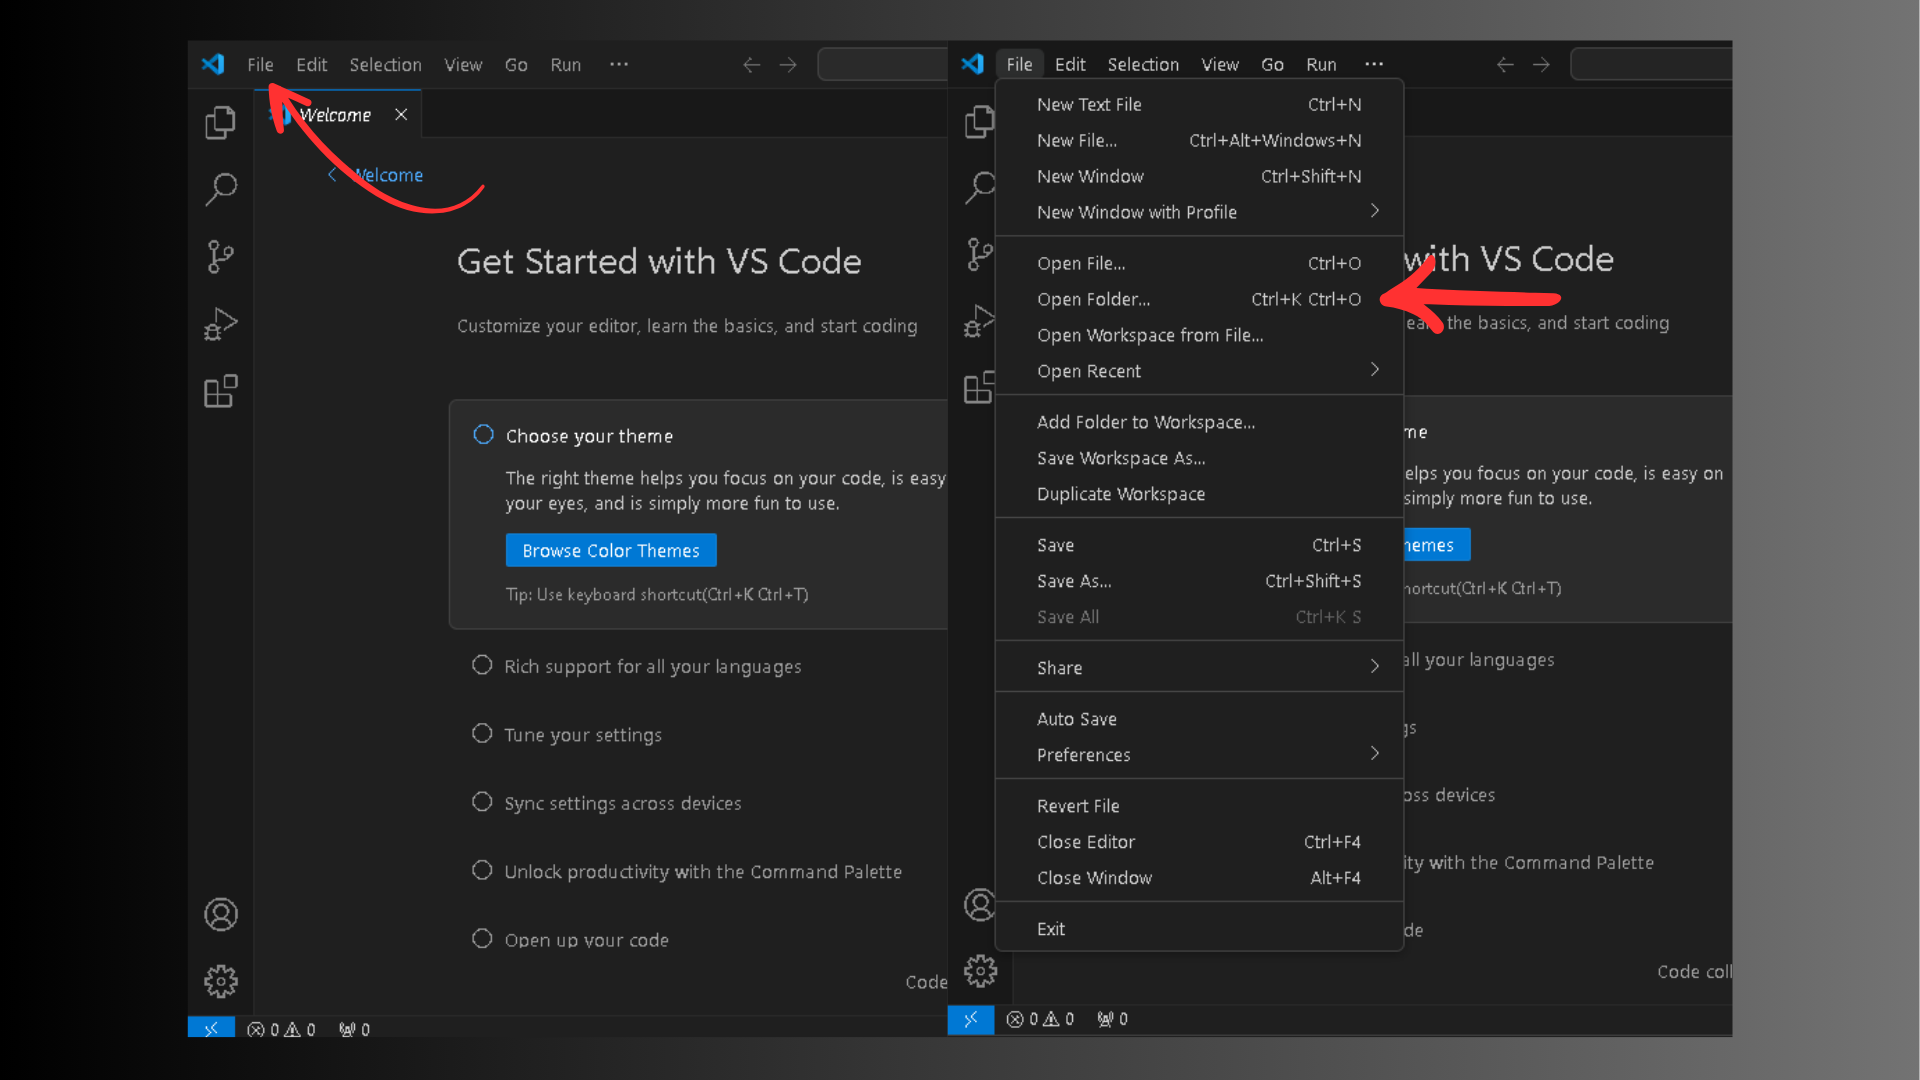 File Edit Selection View Go Run ···
Welcome
Welcome
Get Started with VS Code
Customize your editor, learn the basics, and start coding
Choose your theme
The right theme helps you focus on your code, is easy
your eyes, and is simply more fun to use.
Browse Color Themes
Tip: Use keyboard shortcut(Ctrl+K Ctrl+T)
Rich support for all your languages
Tune your settings
Sync settings across devices
Unlock productivity with the Command Palette
Open up your code
Code
0 0 0
File Edit Selection View Go Run ···
New Text File Ctrl+N
New File... Ctrl+Alt+Windows+N
New Window Ctrl+Shift+N
New Window with Profile
Open File... Ctrl+O
Open Folder... Ctrl+K Ctrl+O
Open Workspace from File...
Open Recent
Add Folder to Workspace...
Save Workspace As...
Duplicate Workspace
Save Ctrl+S
Save As... Ctrl+Shift+S
Save All Ctrl+K S
Share
Auto Save
Preferences
Revert File
Close Editor Ctrl+F4
Close Window Alt+F4
Exit
with VS Code
the basics, and start coding
me
elps you focus on your code, is easy on
simply more fun to use.
hemes
hortcut(Ctrl+K Ctrl+T)
all your languages
gs
oss devices
ity with the Command Palette
de
Code coll
0 0 0